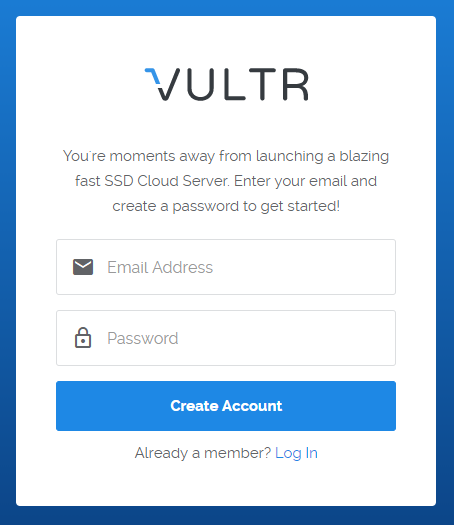 VULTR
You're moments away from launching a blazing
fast SSD Cloud Server. Enter your email and
create a password to get started!
Email Address
Password
Create Account
Already a member? Log In